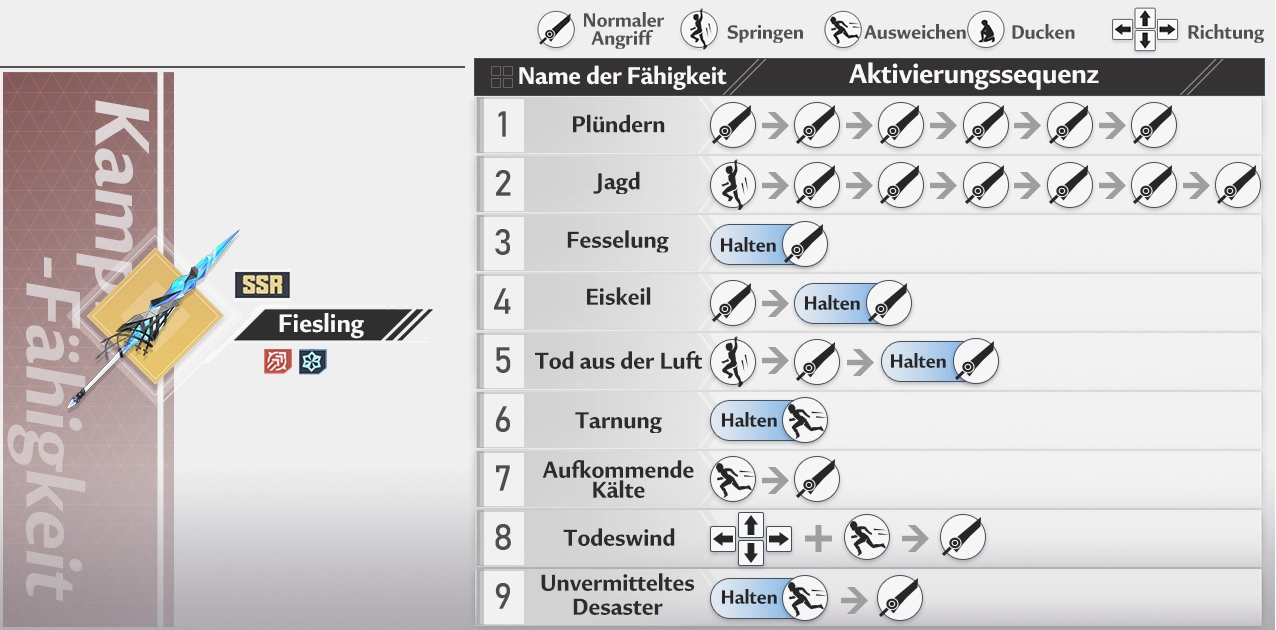 Normaler
Angriff
Springen
Ausweichen
Ducken
Richtung
Name der Fähigkeit
Aktivierungssequenz
Kampf
-Fähigkeit
SSR
Fiesling
1 Plündern
2 Jagd
3 Fesselung Halten
4 Eiskeil Halten
5 Tod aus der Luft Halten
6 Tarnung Halten
7 Aufkommende
Kälte
8 Todeswind +
9 Unvermitteltes
Desaster Halten